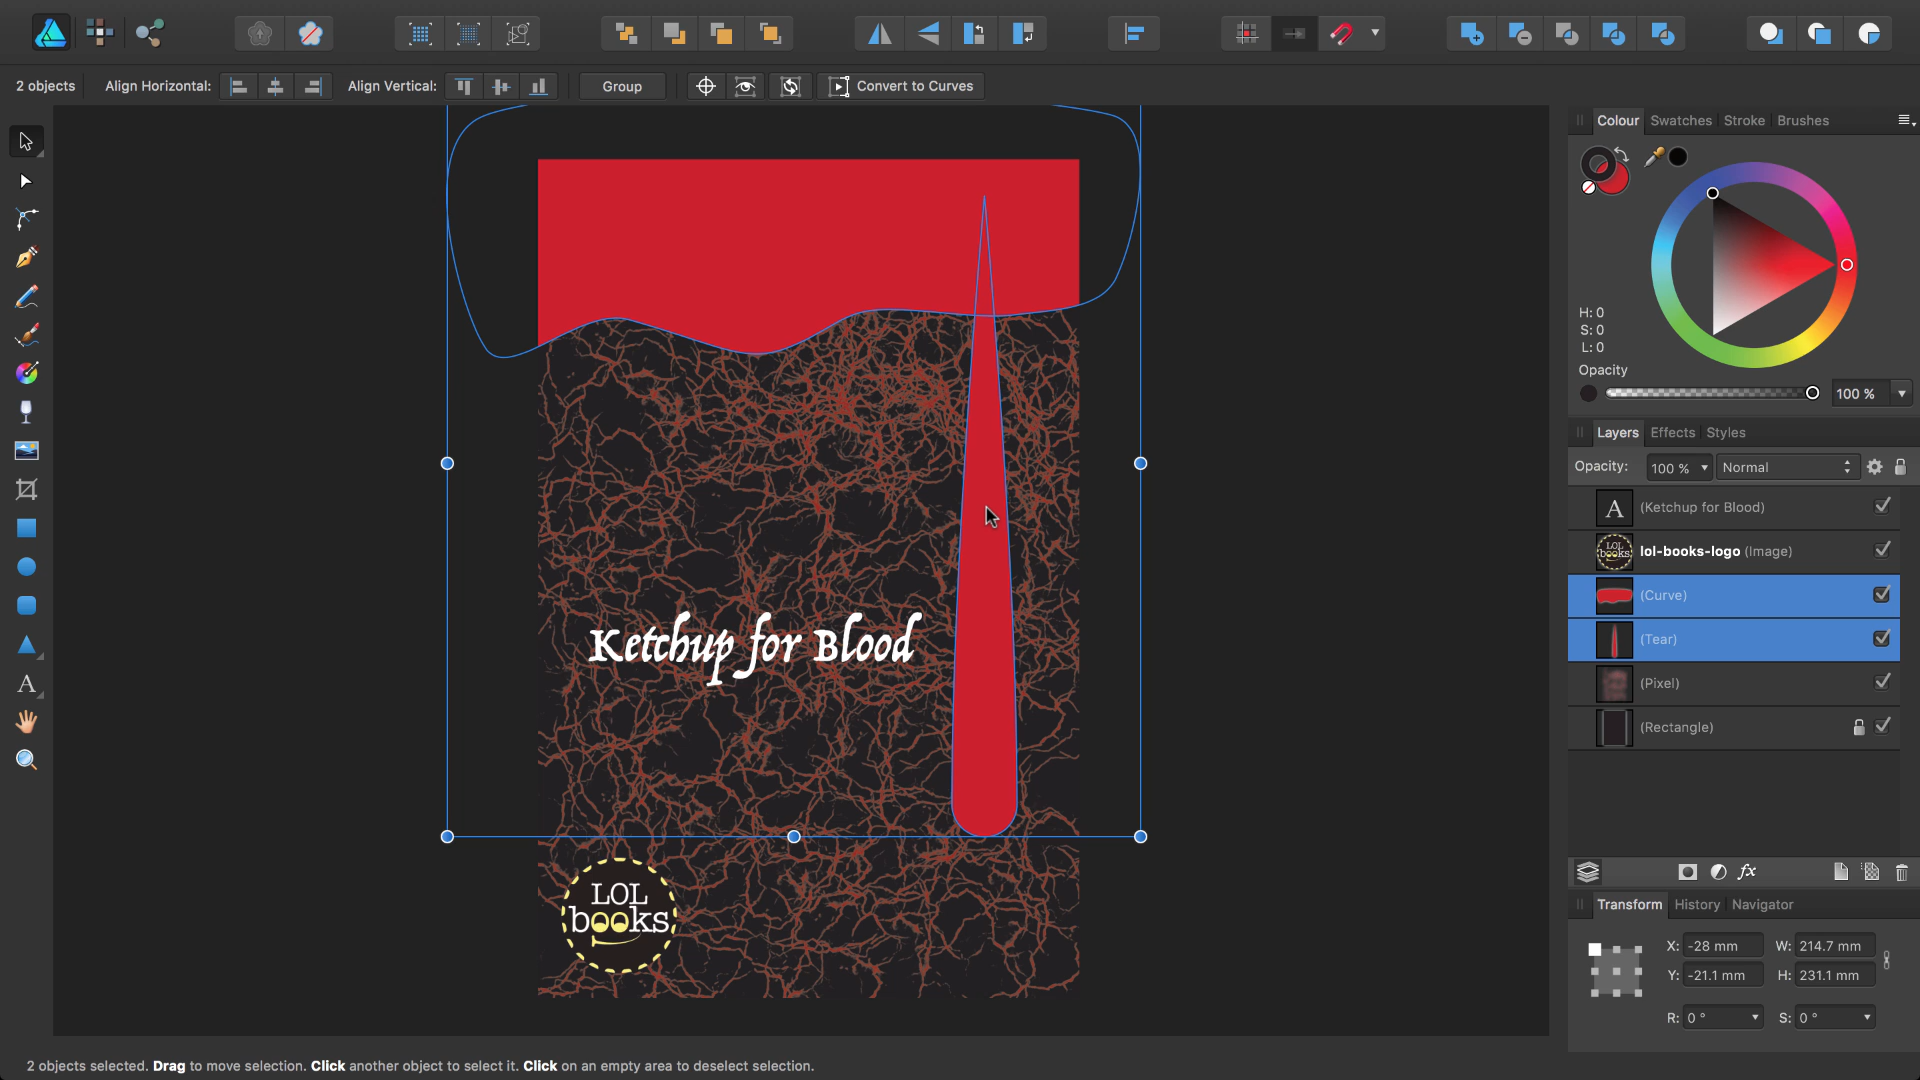 2 objects
Align Horizontal:
Align Vertical:
Group
Convert to Curves
Colour
Swatches
Stroke
Brushes
H: 0
S: 0
L: 0
Opacity
100 %
Layers
Effects
Styles
Opacity:
100 %
Normal
A
(Ketchup for Blood)
LOL
books
lol-books-logo (Image)
(Curve)
(Tear)
(Pixel)
(Rectangle)
fx
Transform
History
Navigator
X: -28 mm
W: 214.7 mm
Y: -21.1 mm
H: 231.1 mm
R: 0 °
S: 0 °
A
Ketchup for Blood
LOL
books
2 objects selected. Drag to move selection. Click another object to select it. Click on an empty area to deselect selection.